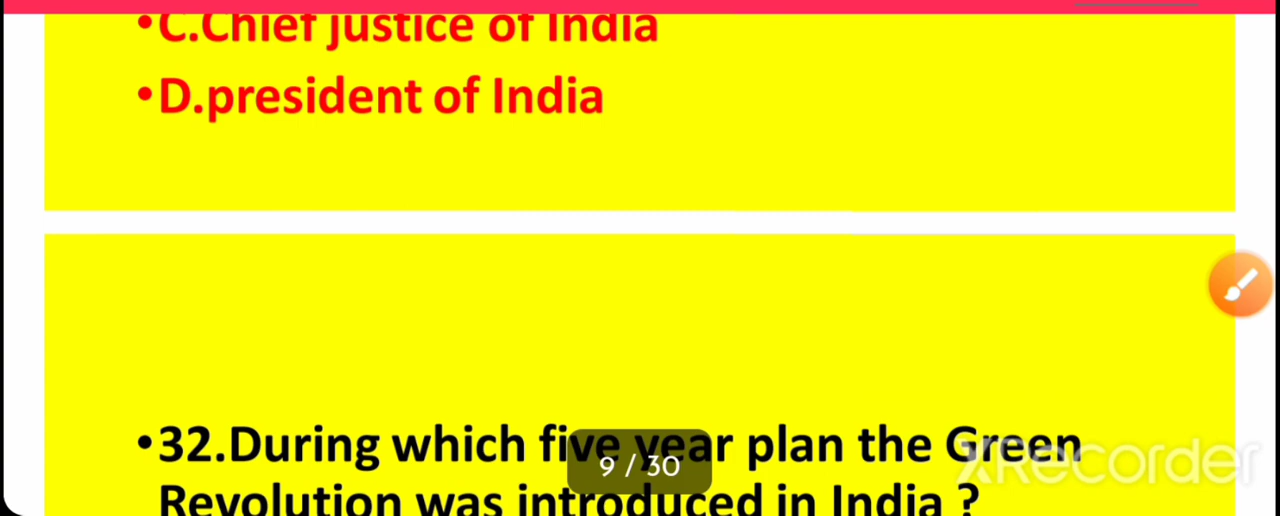 •C.Chief justice of India
•D.president of India
•32.During which five year plan the Green
Revolution was introduced in India ?
9 / 30
XRecorder